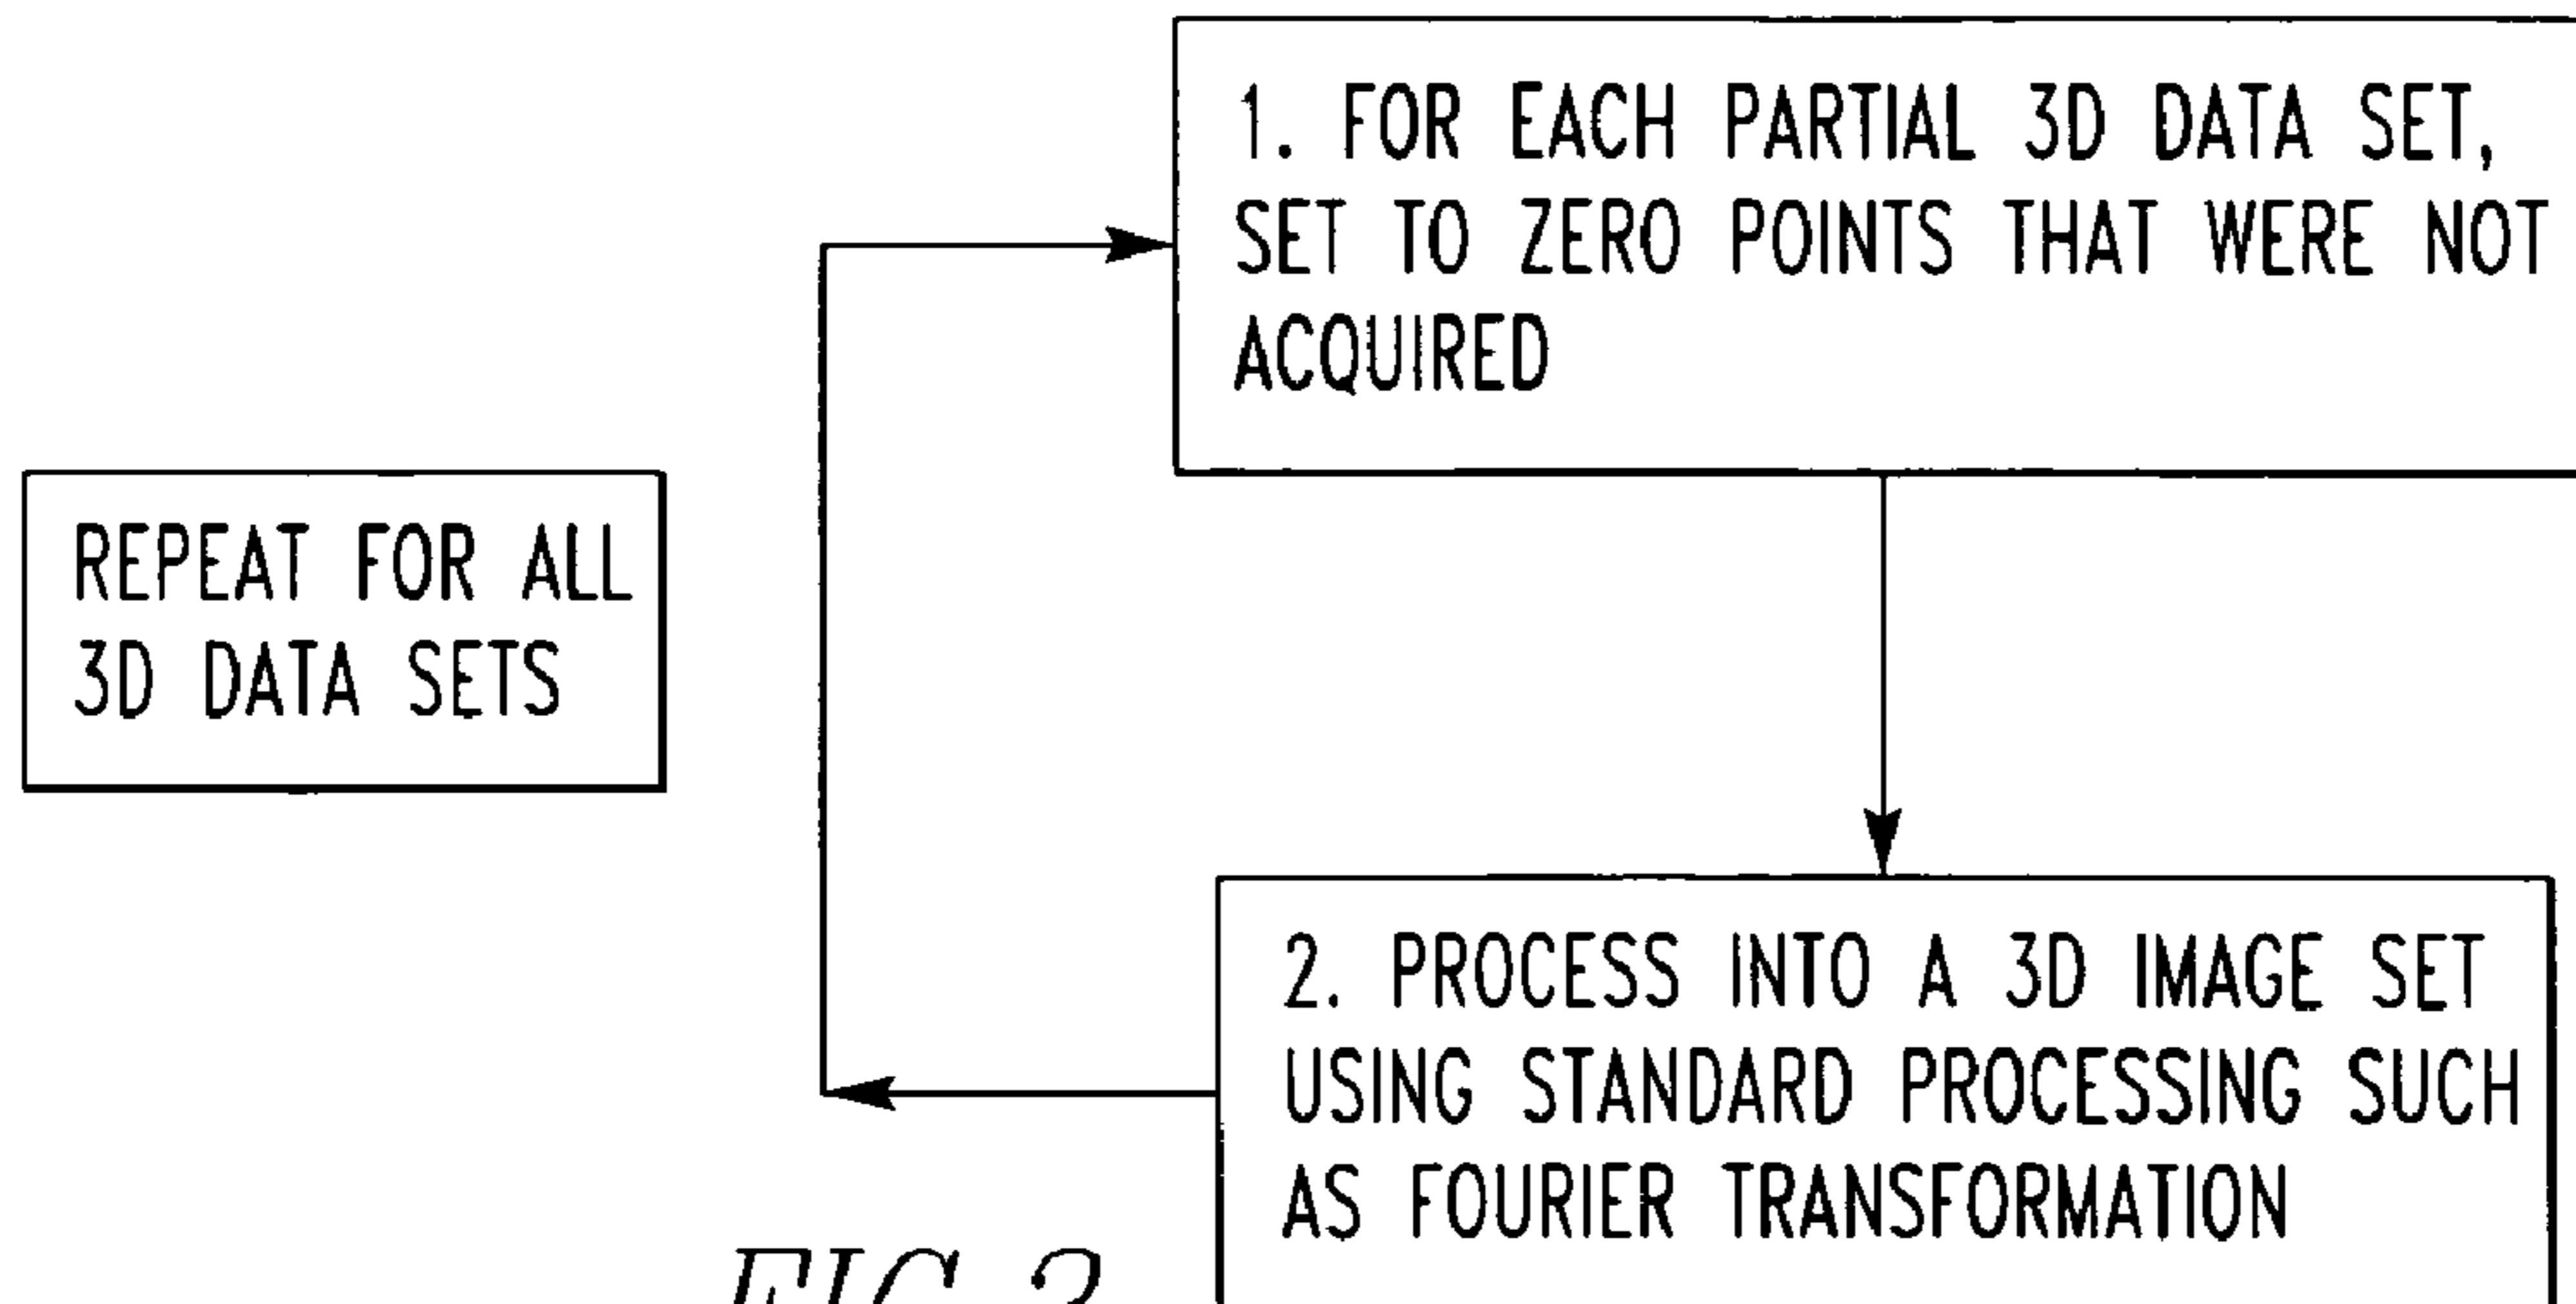 1. FOR EACH PARTIAL 3D DATA SET,
SET TO ZERO POINTS THAT WERE NOT
ACQUIRED
REPEAT FOR ALL
3D DATA SETS
2. PROCESS INTO A 3D IMAGE SET
USING STANDARD PROCESSING SUCH
AS FOURIER TRANSFORMATION